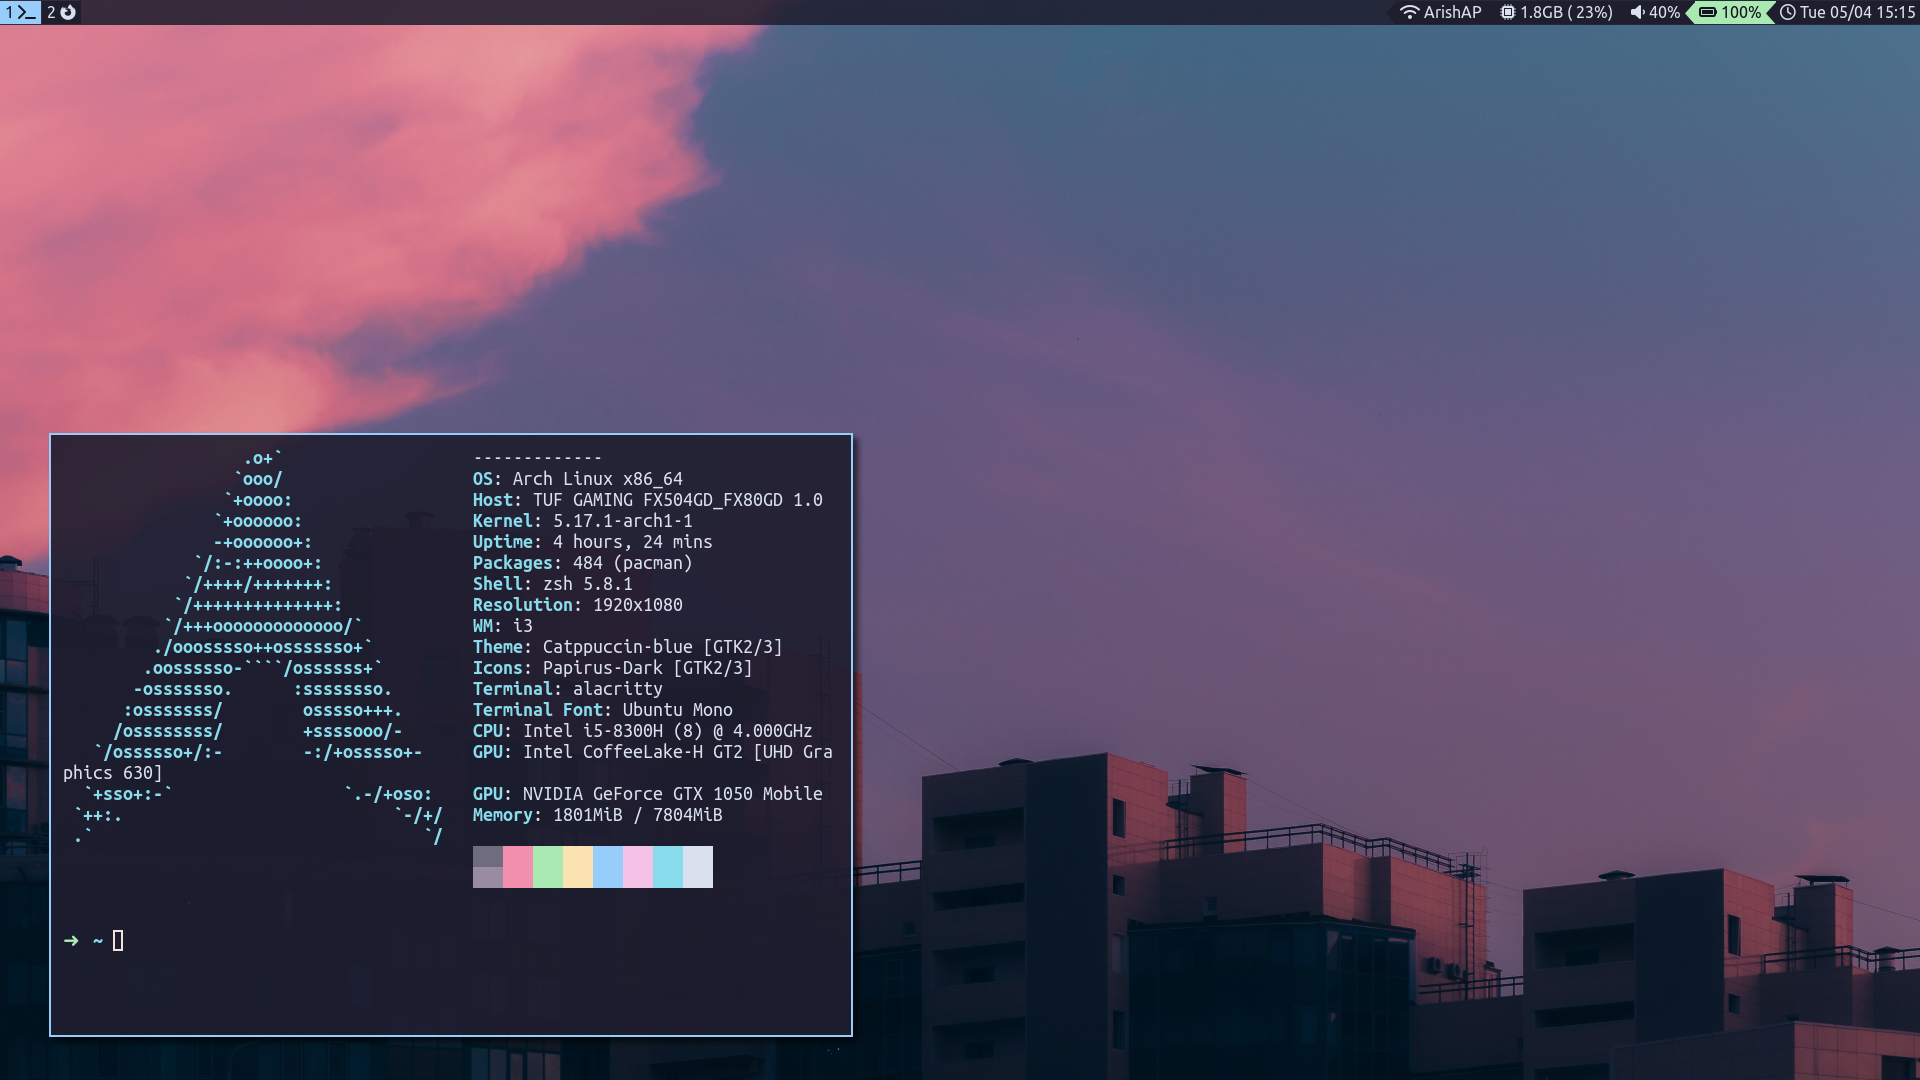 1 >_ 2
ArishAP 1.8GB ( 23%) 40% 100% Tue 05/04 15:15
.o+` -------------
`ooo/ OS: Arch Linux x86_64
`+oooo: Host: TUF GAMING FX504GD_FX80GD 1.0
`+oooooo: Kernel: 5.17.1-arch1-1
-+oooooo+: Uptime: 4 hours, 24 mins
`/:-:++oooo+: Packages: 484 (pacman)
`/++++/+++++++: Shell: zsh 5.8.1
`/++++++++++++++: Resolution: 1920x1080
`/+++ooooooooooooo/` WM: i3
./ooosssso++osssssso+` Theme: Catppuccin-blue [GTK2/3]
.oossssso-````/ossssss+` Icons: Papirus-Dark [GTK2/3]
-osssssso. :ssssssso. Terminal: alacritty
:osssssss/ osssso+++. Terminal Font: Ubuntu Mono
/ossssssss/ +ssssooo/- CPU: Intel i5-8300H (8) @ 4.000GHz
`/ossssso+/:- -:/+osssso+- GPU: Intel CoffeeLake-H GT2 [UHD Gra
phics 630]
`+sso+:-` `.-/+oso: GPU: NVIDIA GeForce GTX 1050 Mobile
`++:. `-/+/ Memory: 1801MiB / 7804MiB
.` `/
➜ ~